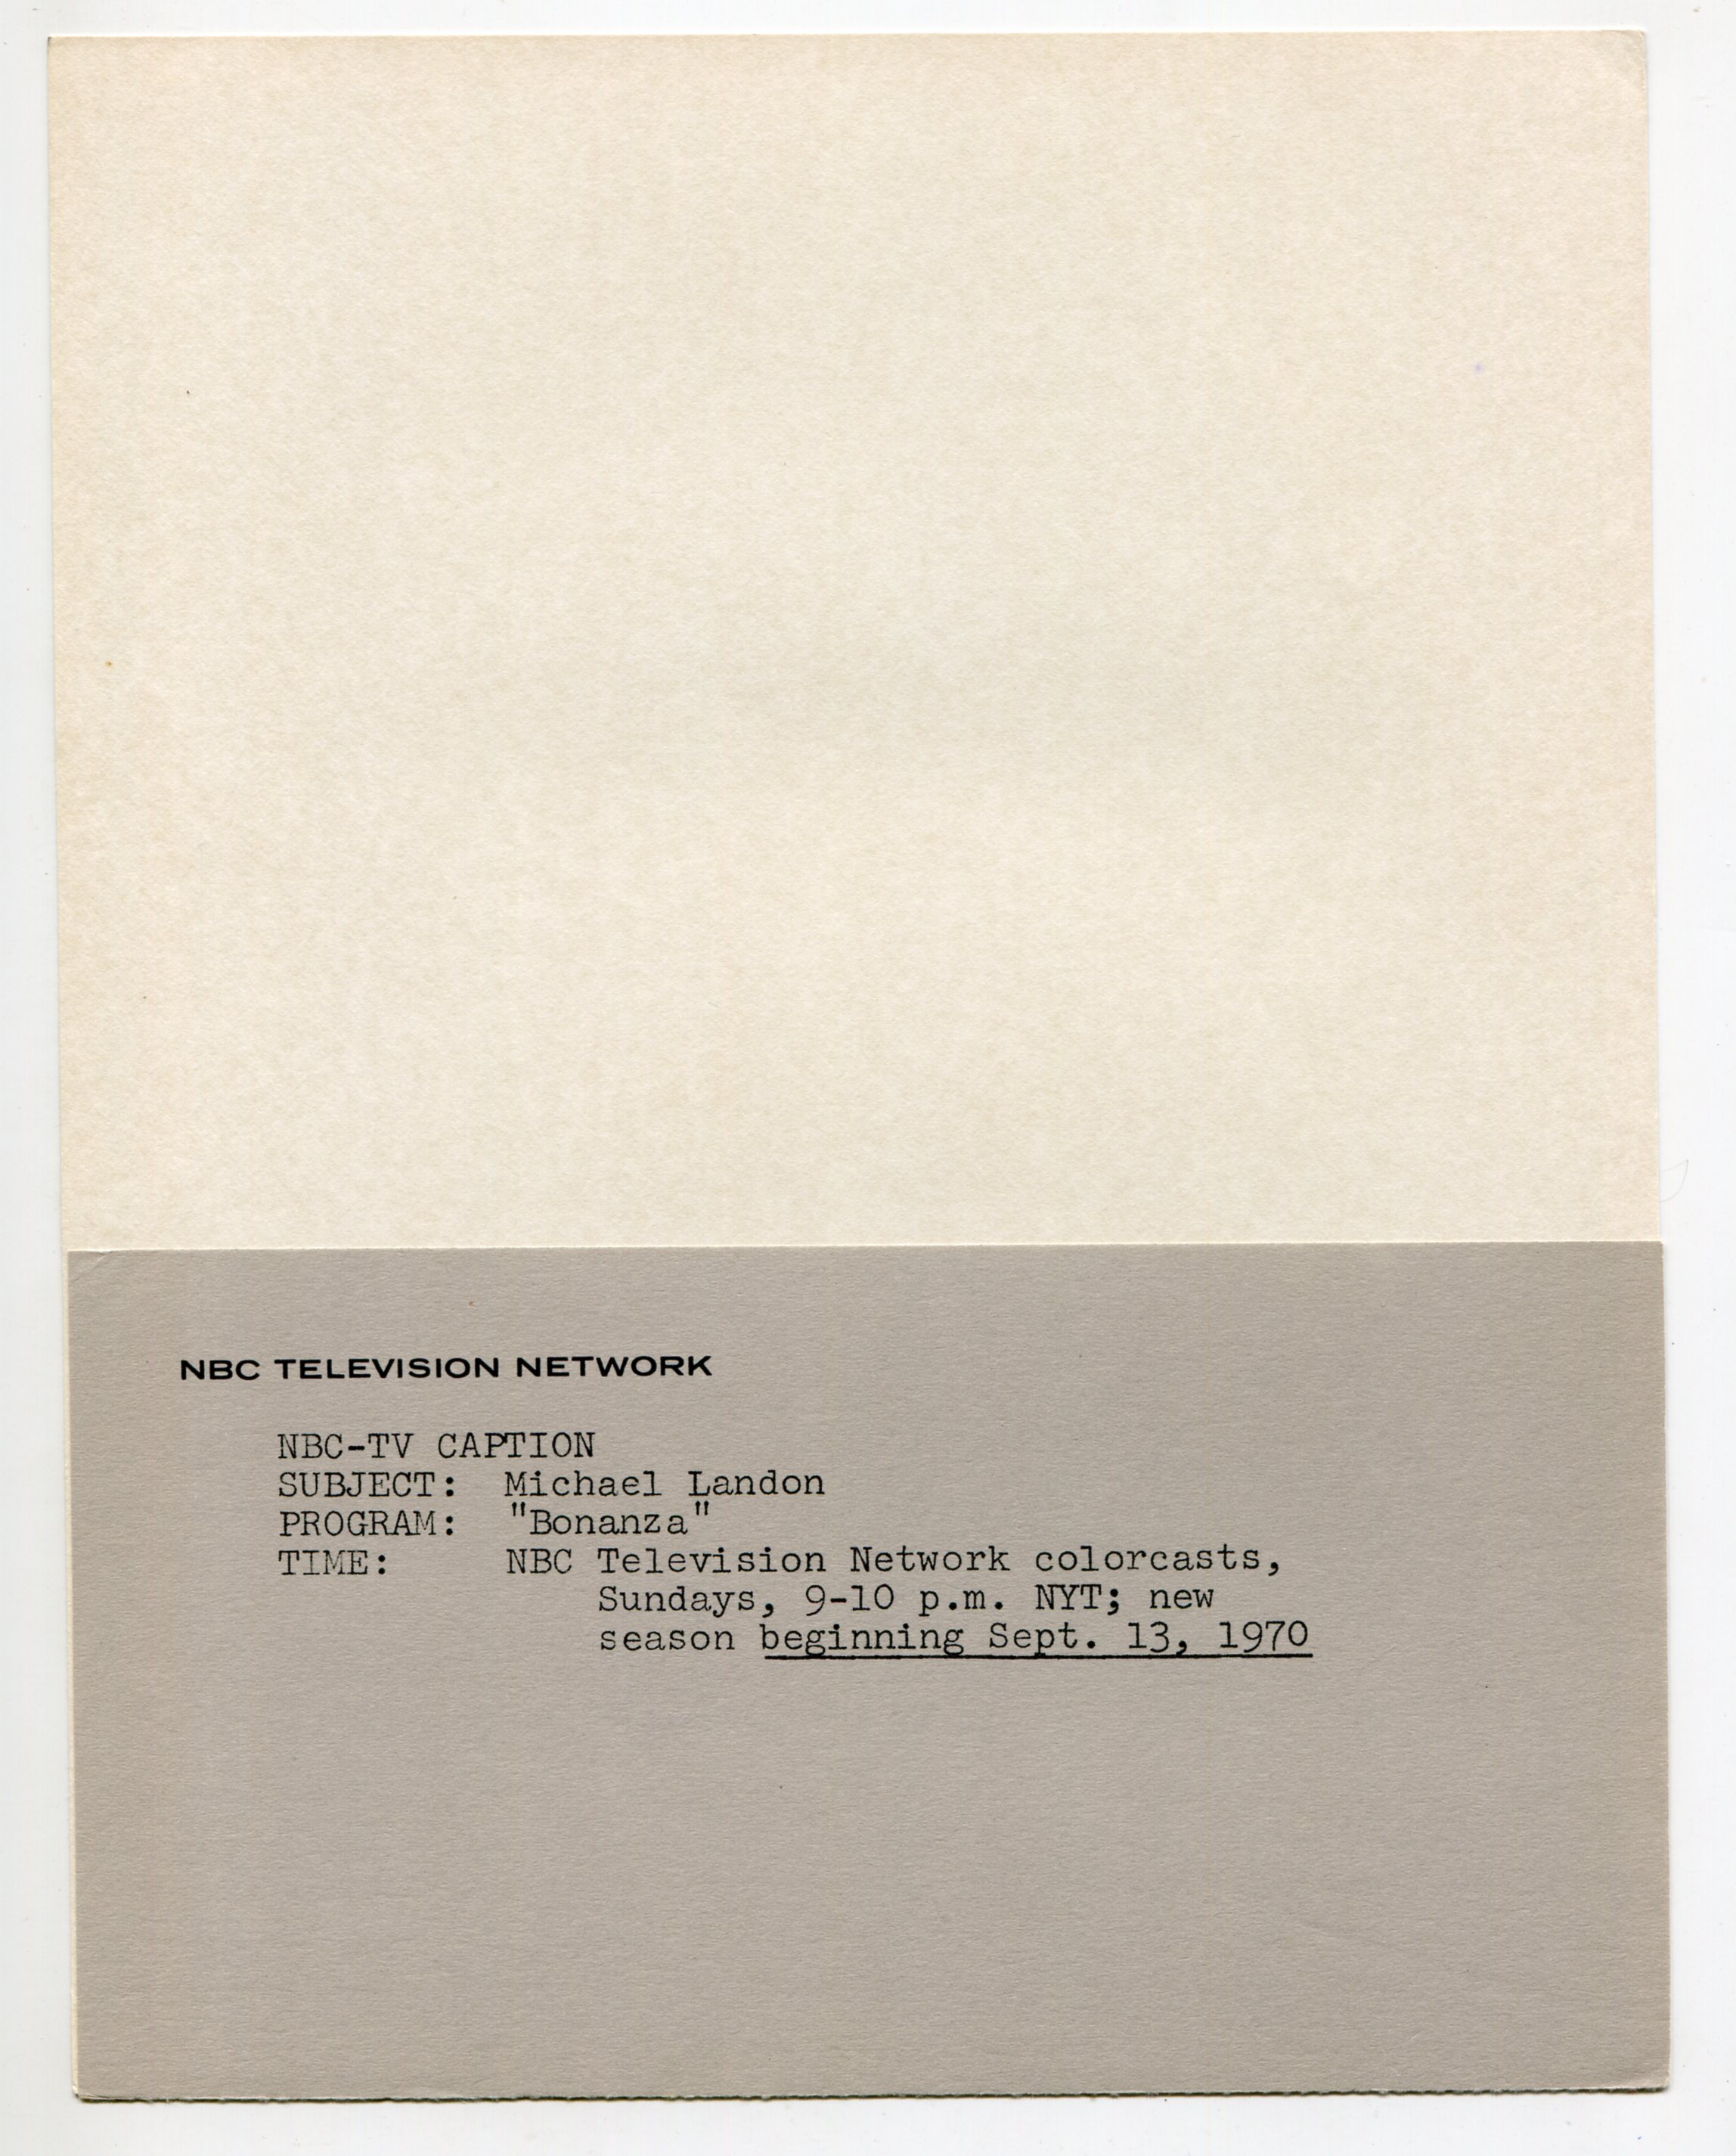 NBC TELEVISION NETWORK
NBC-TV CAPTION
SUBJECT: Michael Landon
PROGRAM: "Bonanza"
TIME: NBC Television Network colorcasts,
Sundays, 9-10 p.m. NYT; new
season beginning Sept. 13, 1970